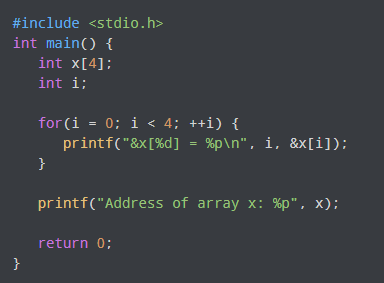 #include <stdio.h>
int main() {
   int x[4];
   int i;

   for(i = 0; i < 4; ++i) {
      printf("&x[%d] = %p\n", i, &x[i]);
   }

   printf("Address of array x: %p", x);

   return 0;
}